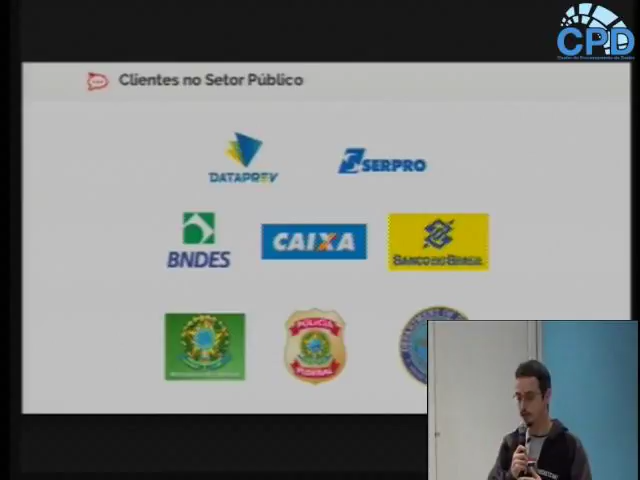 CPD
Clientes no Setor Público
DATAPREV
SERPRO
BNDES
CAIXA
BANCO DO BRASIL
POLÍCIA
FEDERAL